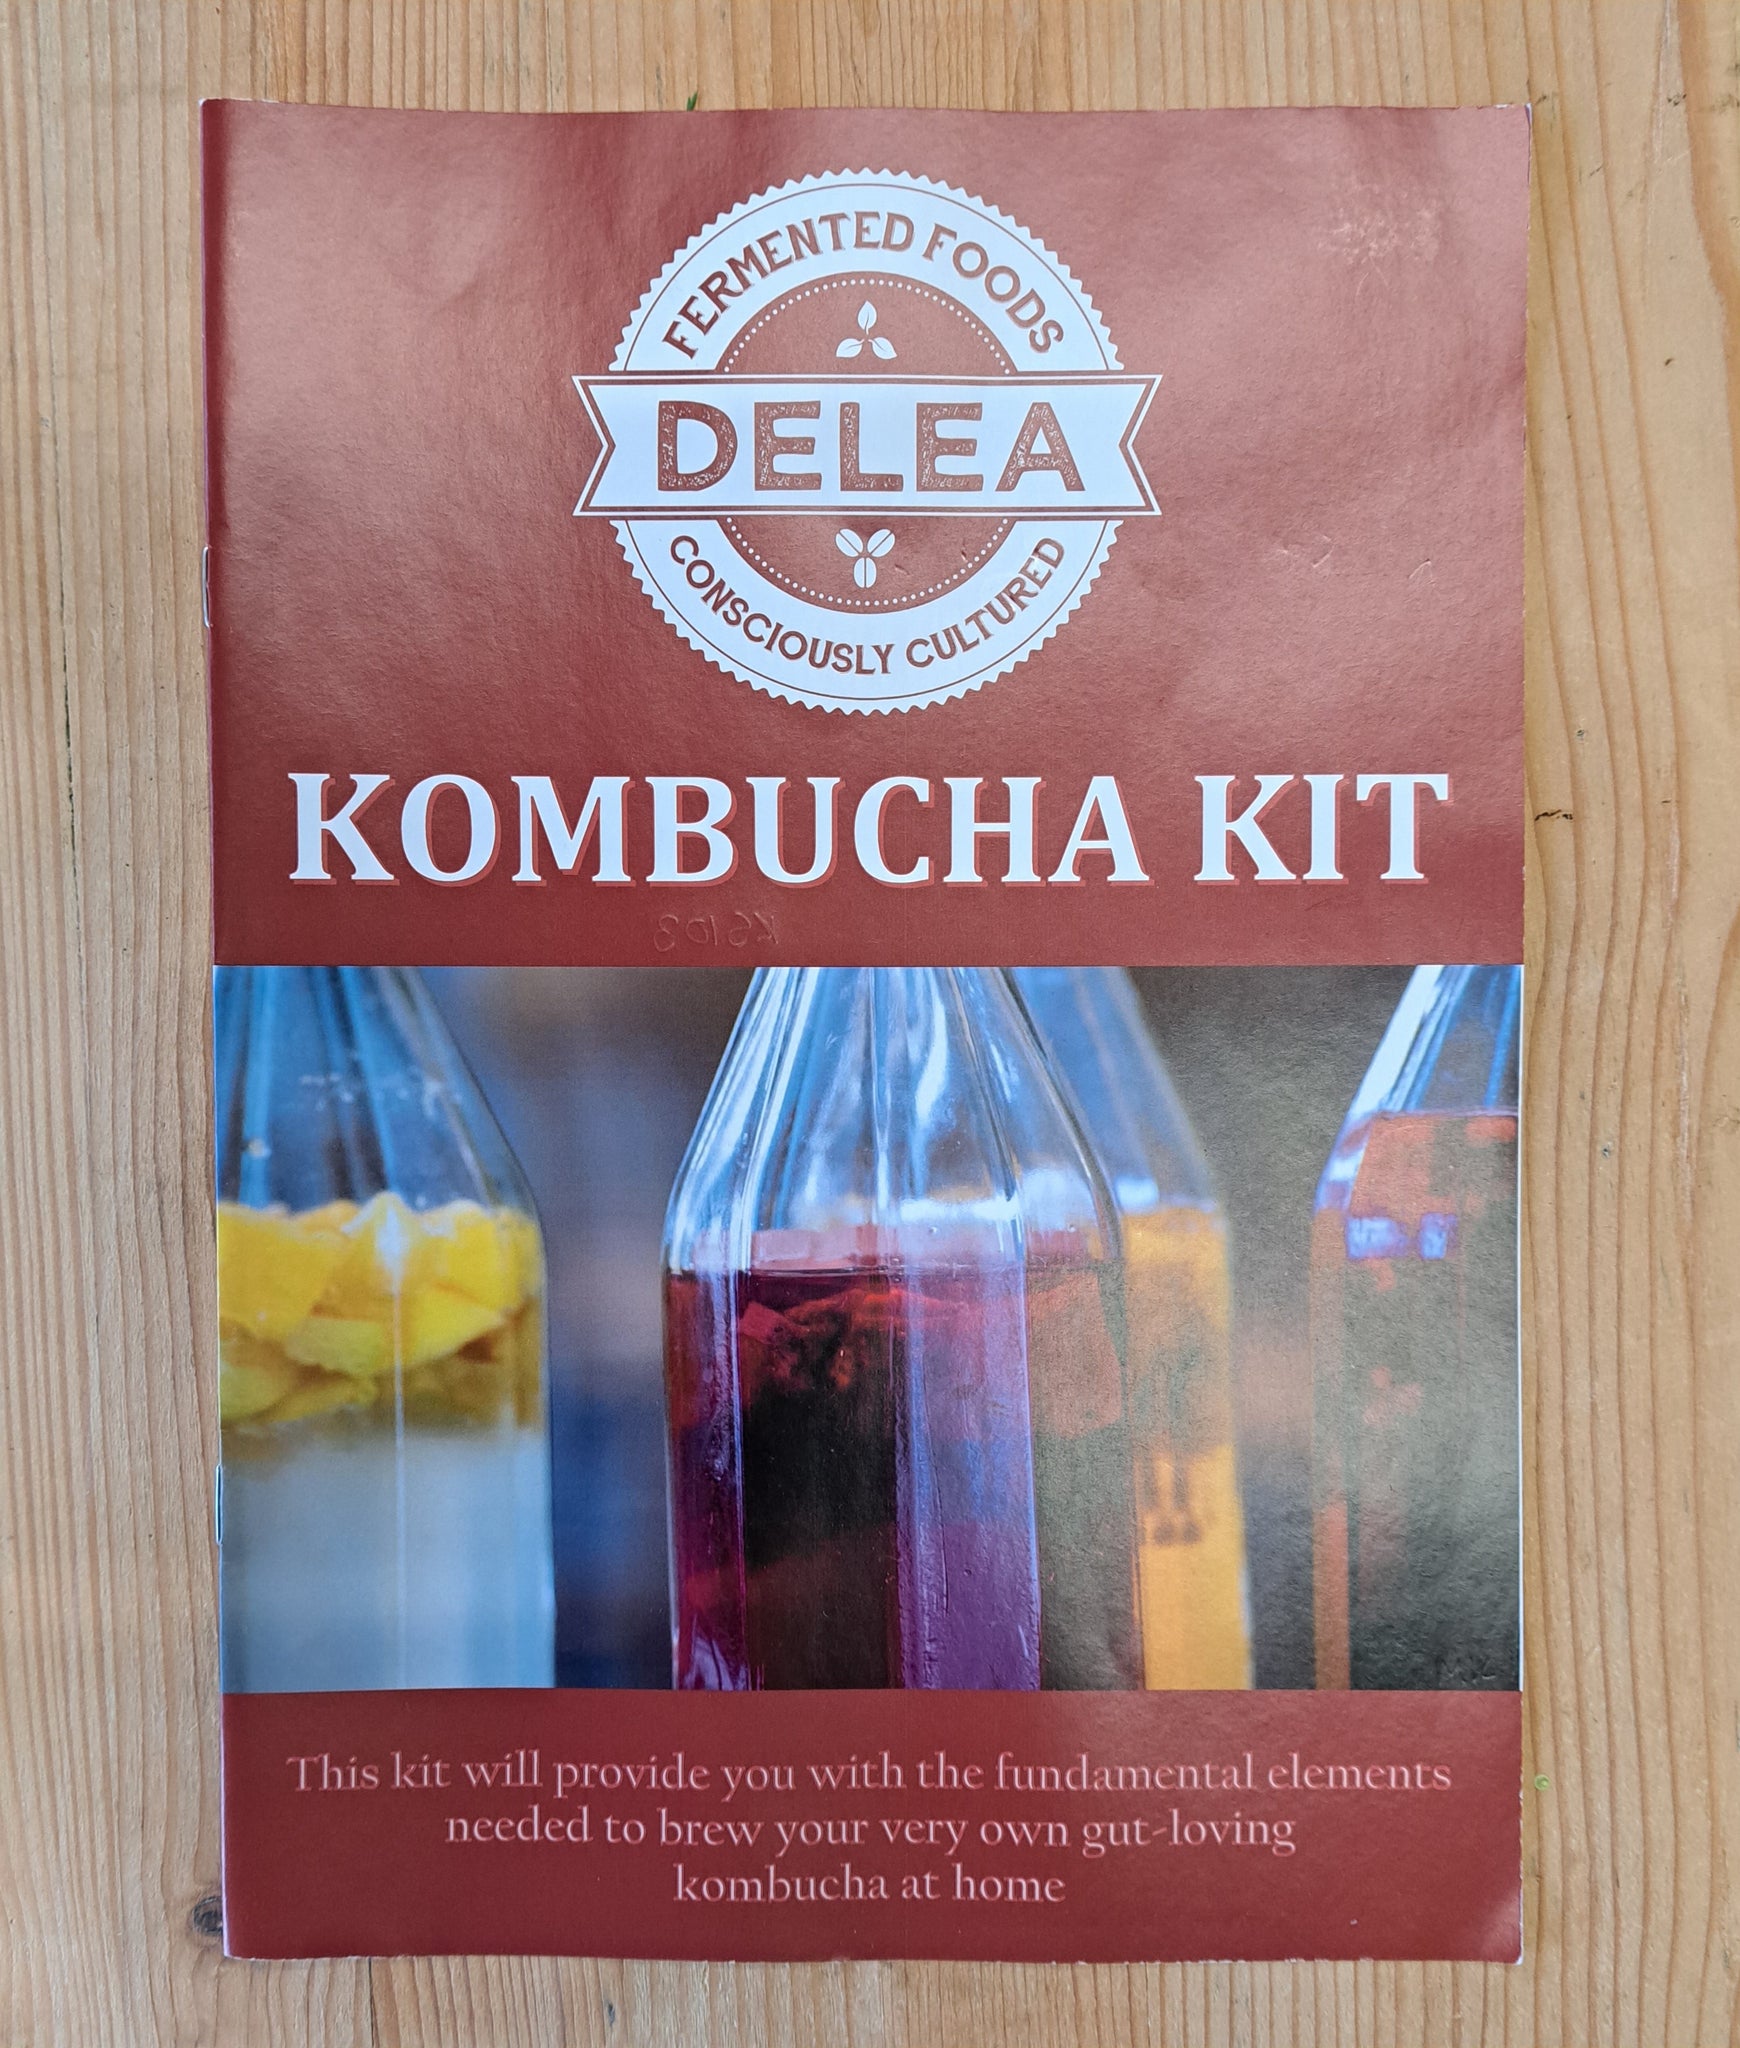 FERMENTED FOODS
DELEA
CONSCIOUSLY CULTURED
KOMBUCHA KIT
This kit will provide you with the fundamental elements
needed to brew your very own gut-loving
kombucha at home